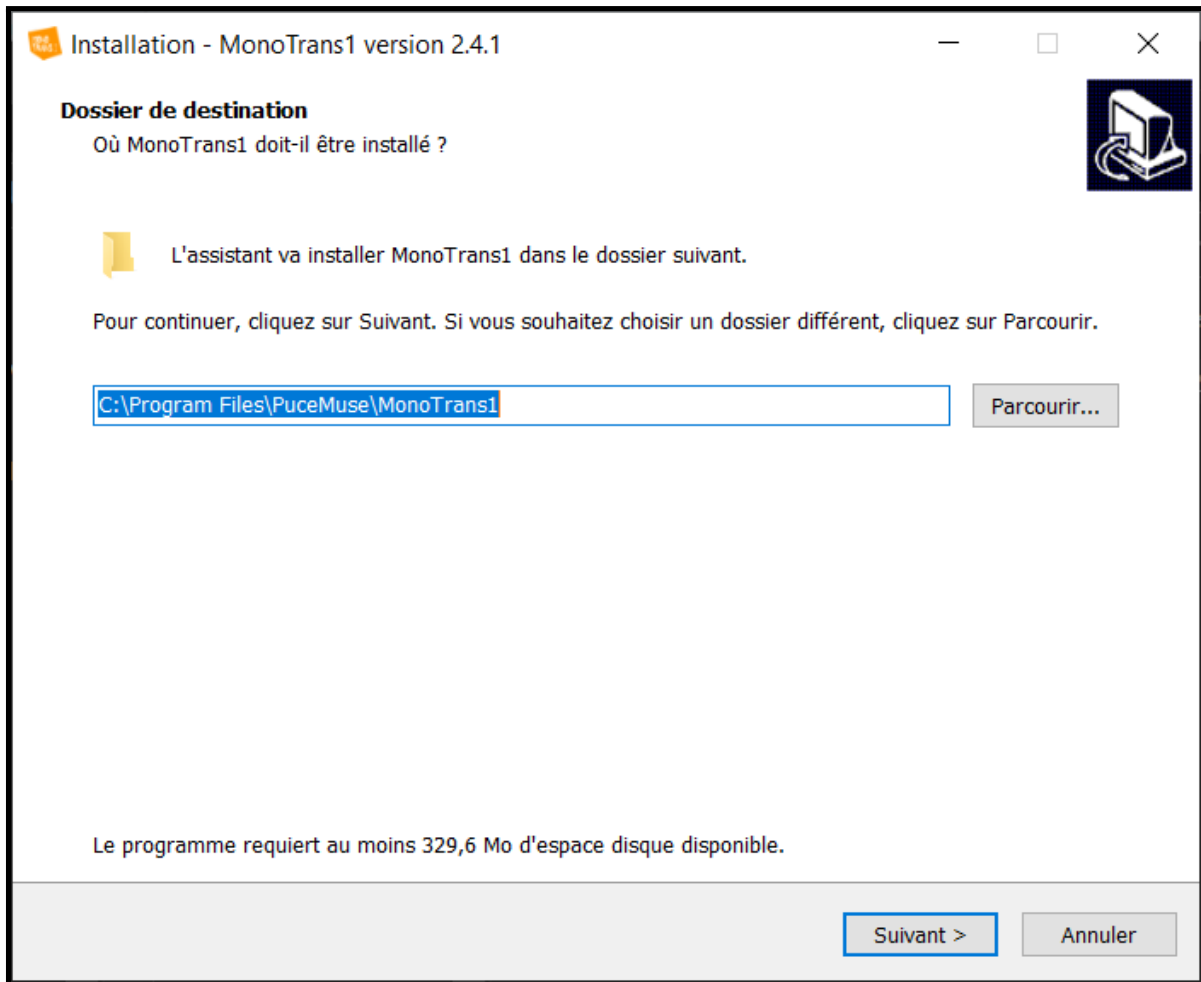 Installation - MonoTrans1 version 2.4.1
Dossier de destination
Où MonoTrans1 doit-il être installé ?
L'assistant va installer MonoTrans1 dans le dossier suivant.
Pour continuer, cliquez sur Suivant. Si vous souhaitez choisir un dossier différent, cliquez sur Parcourir.
C:\Program Files\PuceMuse\MonoTrans1
Parcourir...
Le programme requiert au moins 329,6 Mo d'espace disque disponible.
Suivant >
Annuler